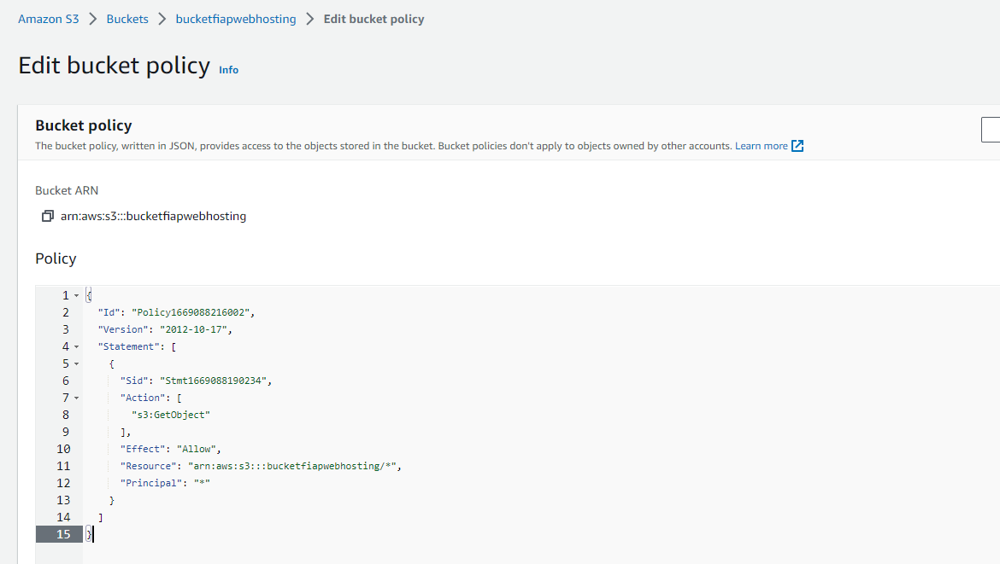 Amazon S3 > Buckets > bucketfiapwebhosting > Edit bucket policy
Edit bucket policy Info
Bucket policy
The bucket policy, written in JSON, provides access to the objects stored in the bucket. Bucket policies don't apply to objects owned by other accounts. Learn more
Bucket ARN
arn:aws:s3:::bucketfiapwebhosting
Policy
1 {
2 "Id": "Policy1669088216002",
3 "Version": "2012-10-17",
4 "Statement": [
5 {
6 "Sid": "Stmt1669088190234",
7 "Action": [
8 "s3:GetObject"
9 ],
10 "Effect": "Allow",
11 "Resource": "arn:aws:s3:::bucketfiapwebhosting/*",
12 "Principal": "*"
13 }
14 ]
15 }